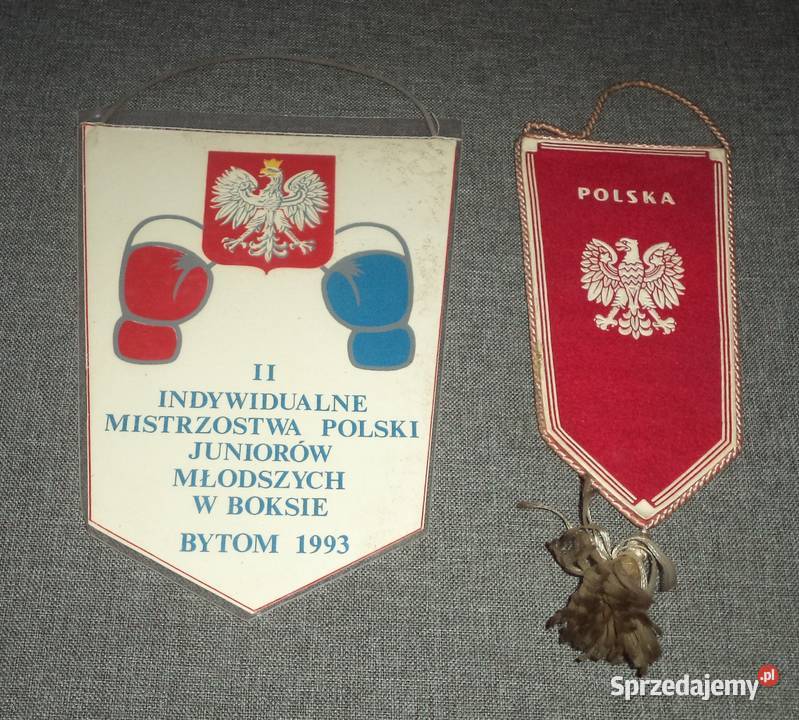 II
INDYWIDUALNE
MISTRZOSTWA POLSKI
JUNIORÓW
MŁODSZYCH
W BOKSIE
BYTOM 1993
POLSKA
Sprzedajemy.pl